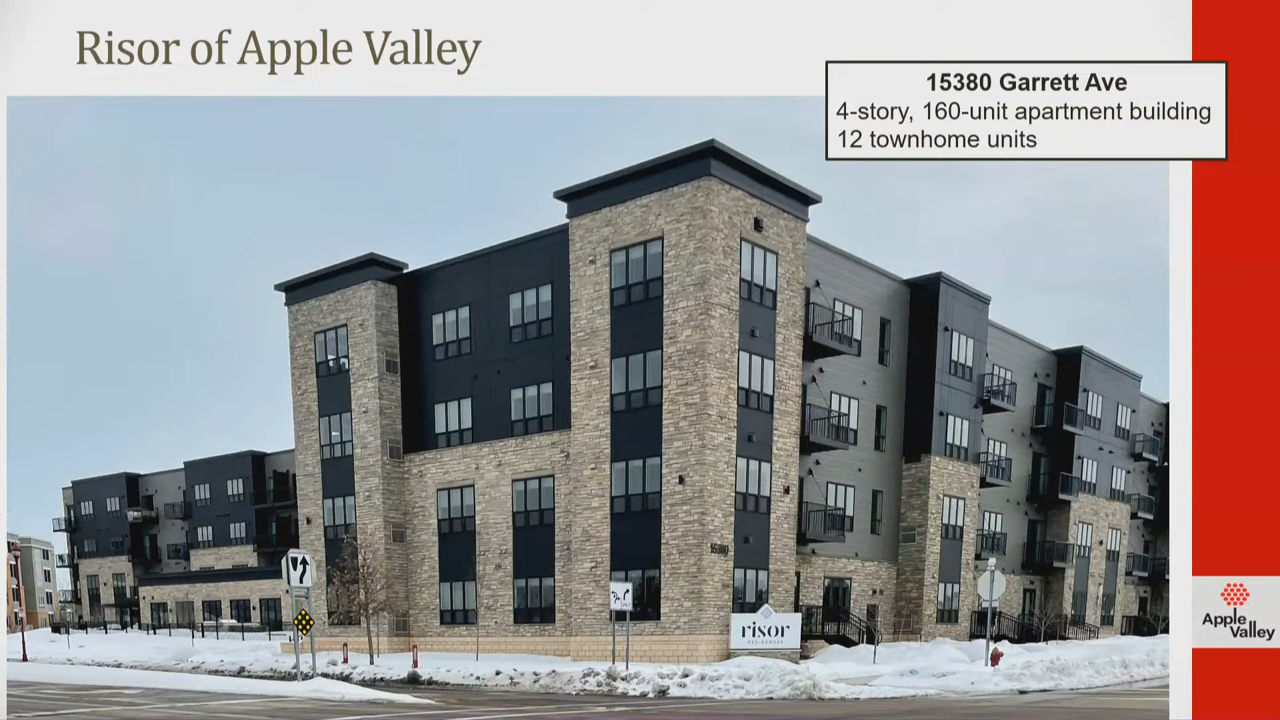 Risor of Apple Valley
15380 Garrett Ave
4-story, 160-unit apartment building
12 townhome units
15380
risor
RESIDENCES
Apple
Valley